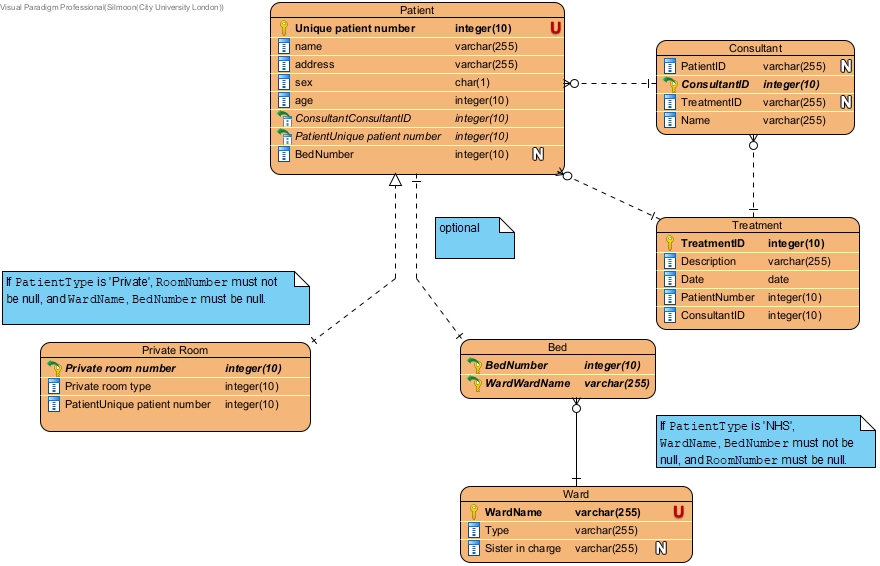 Visual Paradigm Professional(Silmoon(City University London))
Patient
Unique patient number integer(10) U
name varchar(255)
address varchar(255)
sex char(1)
age integer(10)
ConsultantConsultantID integer(10)
PatientUnique patient number integer(10)
BedNumber integer(10) N
Consultant
PatientID varchar(255) N
ConsultantID integer(10)
TreatmentID varchar(255) N
Name varchar(255)
optional
Treatment
TreatmentID integer(10)
Description varchar(255)
Date date
PatientNumber integer(10)
ConsultantID integer(10)
If PatientType is 'Private', RoomNumber must not
be null, and WardName, BedNumber must be null.
Private Room
Private room number integer(10)
Private room type integer(10)
PatientUnique patient number integer(10)
Bed
BedNumber integer(10)
WardWardName varchar(255)
If PatientType is 'NHS',
WardName, BedNumber must not be
null, and RoomNumber must be null.
Ward
WardName varchar(255) U
Type varchar(255)
Sister in charge varchar(255) N